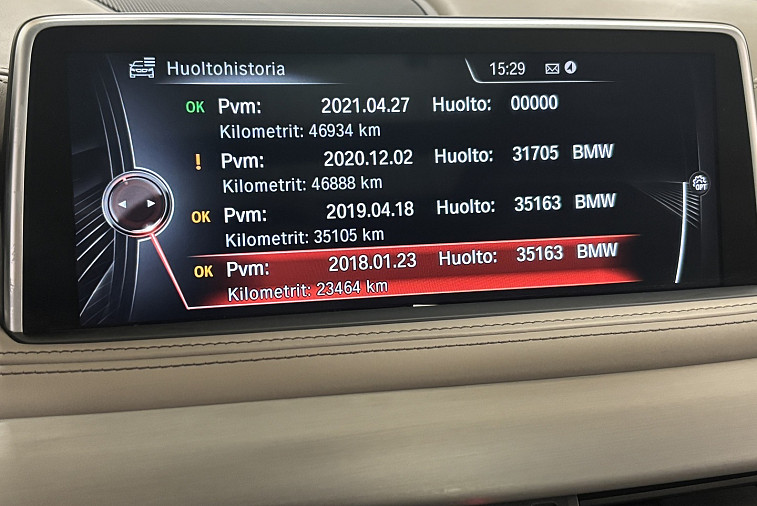 Huoltohistoria 15:29
OK Pvm: 2021.04.27 Huolto: 00000
Kilometrit: 46934 km
! Pvm: 2020.12.02 Huolto: 31705 BMW
Kilometrit: 46888 km
OK Pvm: 2019.04.18 Huolto: 35163 BMW
Kilometrit: 35105 km
OK Pvm: 2018.01.23 Huolto: 35163 BMW
Kilometrit: 23464 km
OPT